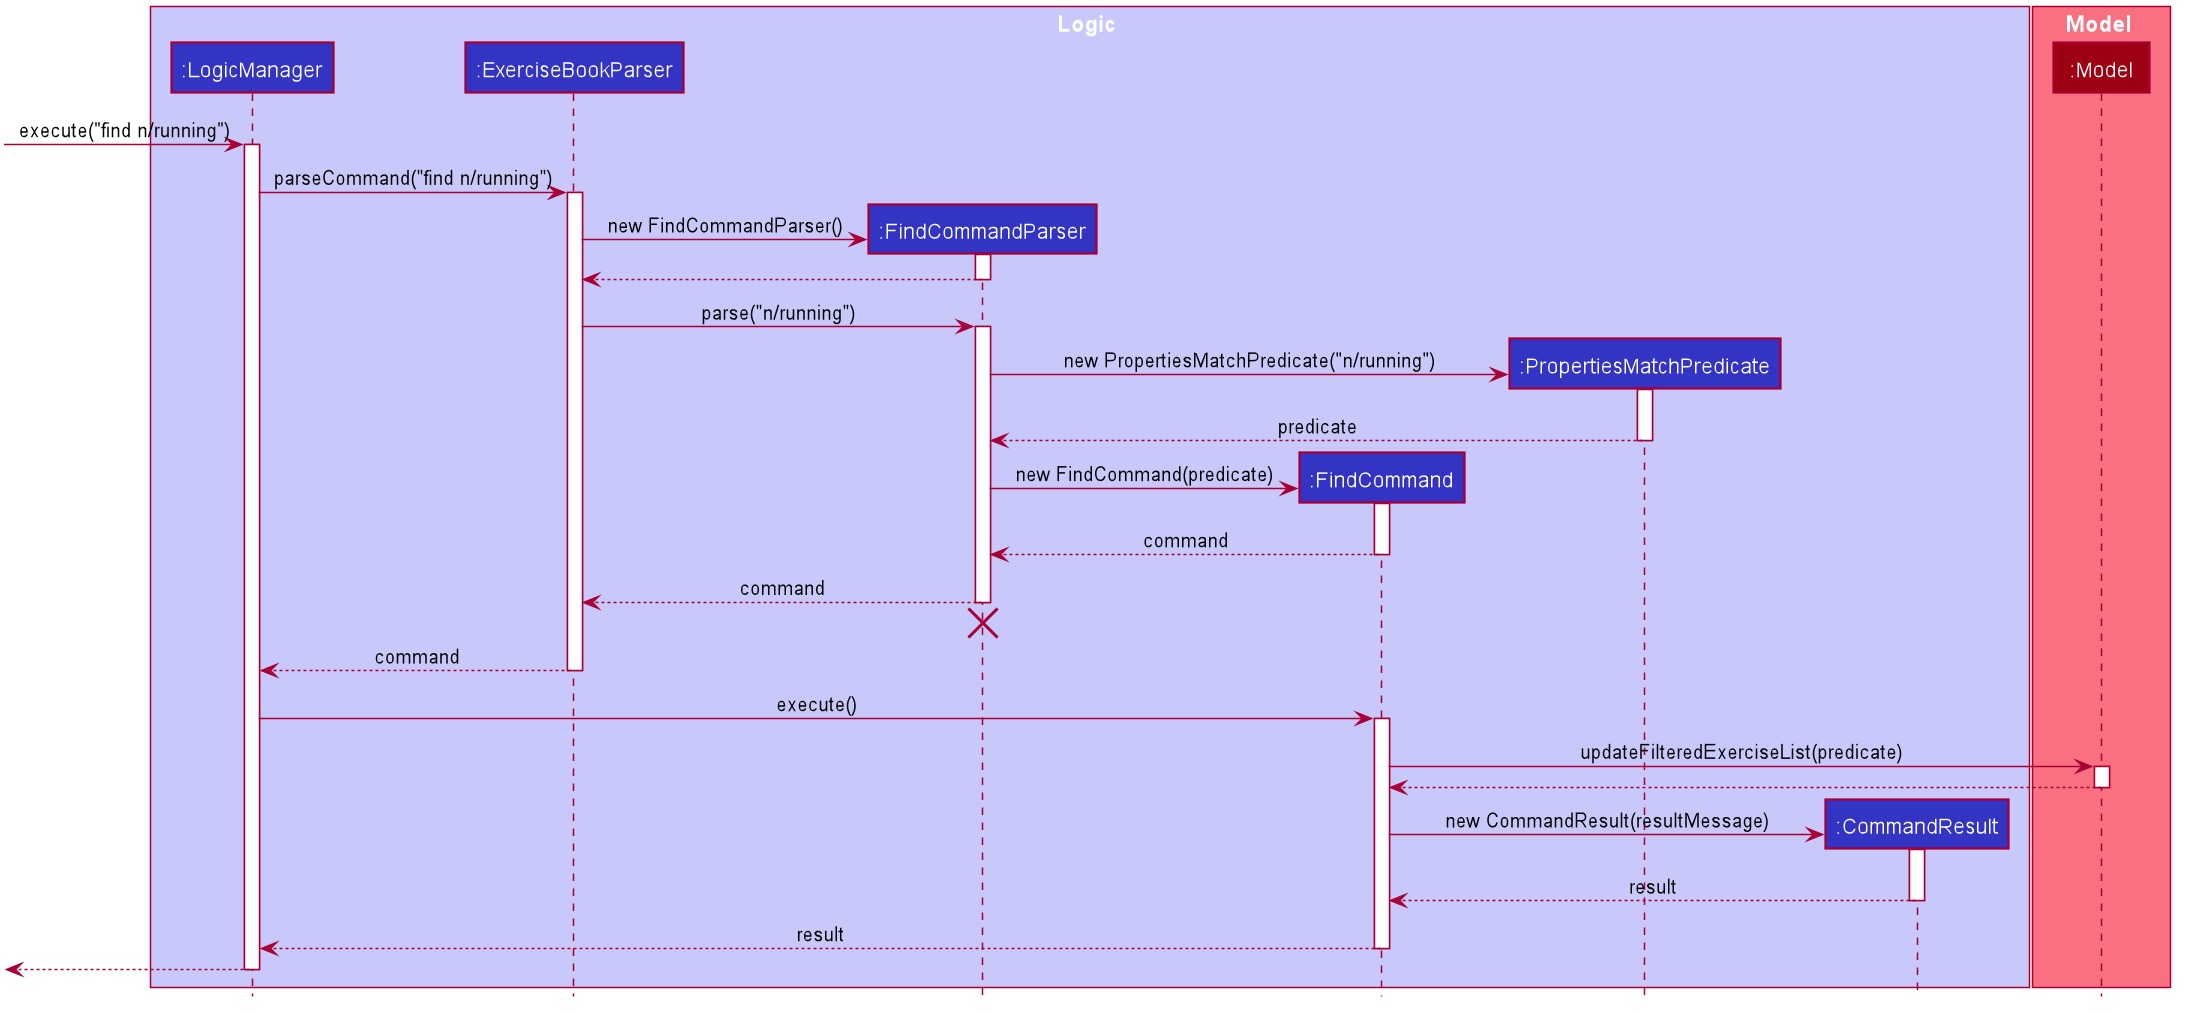 Logic
Model
:LogicManager
:ExerciseBookParser
:Model
execute("find n/running")
parseCommand("find n/running")
new FindCommandParser()
:FindCommandParser
parse("n/running")
new PropertiesMatchPredicate("n/running")
:PropertiesMatchPredicate
predicate
new FindCommand(predicate)
:FindCommand
command
command
command
execute()
updateFilteredExerciseList(predicate)
new CommandResult(resultMessage)
:CommandResult
result
result